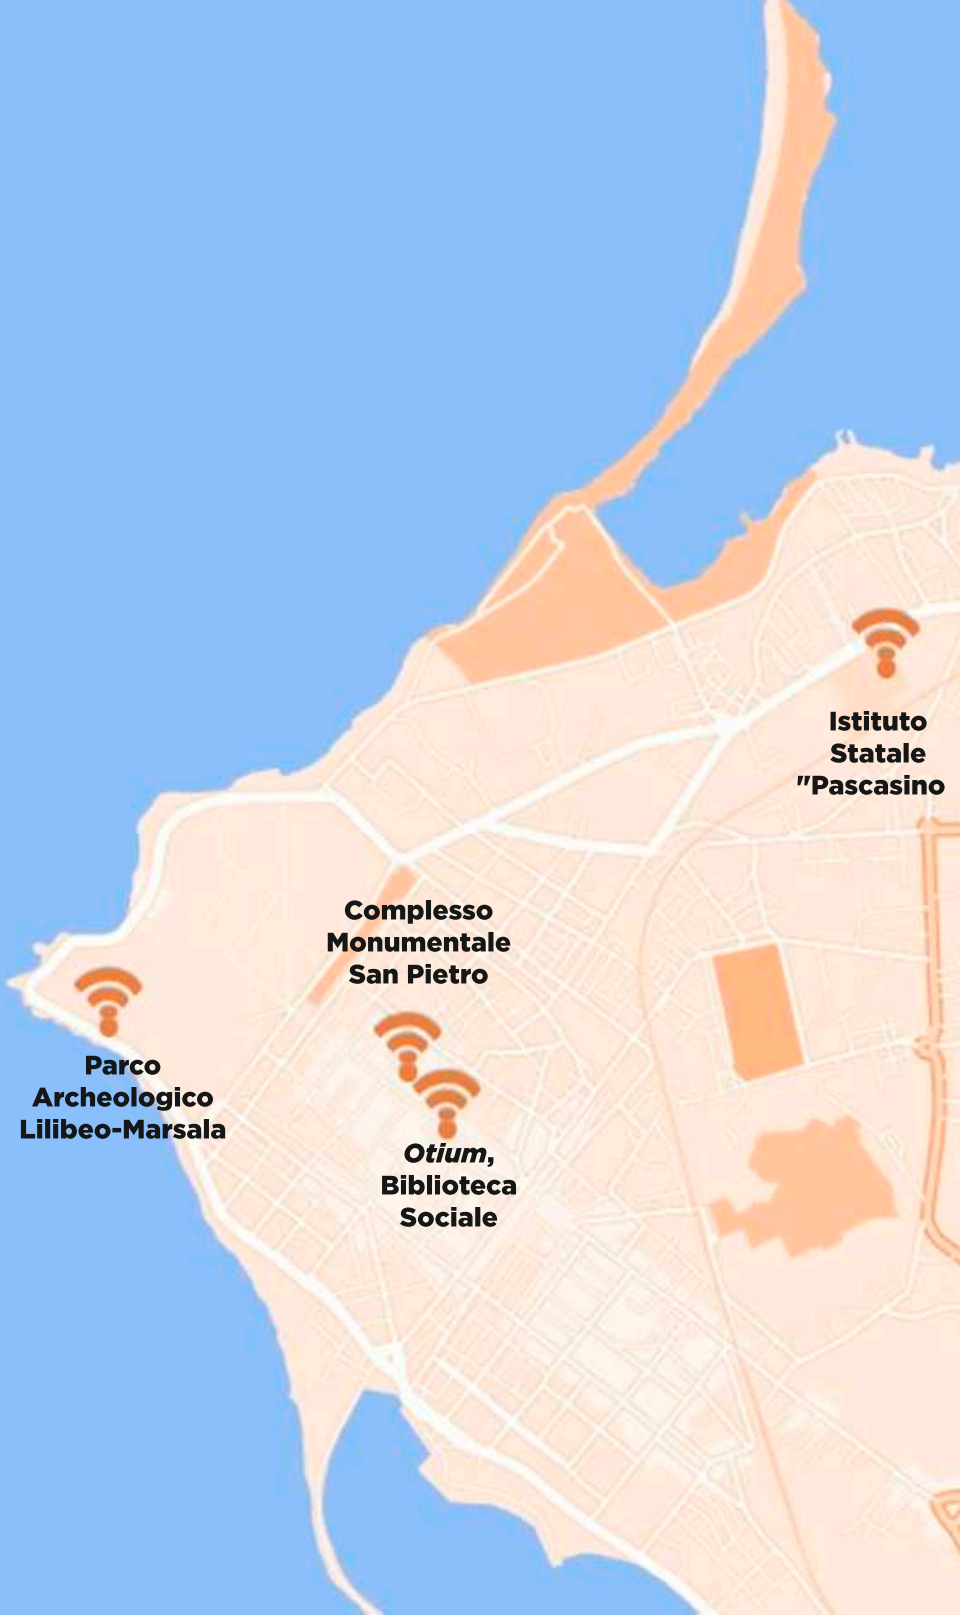 Istituto
Statale
"Pascasino
Complesso
Monumentale
San Pietro
Parco
Archeologico
Lilibeo-Marsala
Otium,
Biblioteca
Sociale